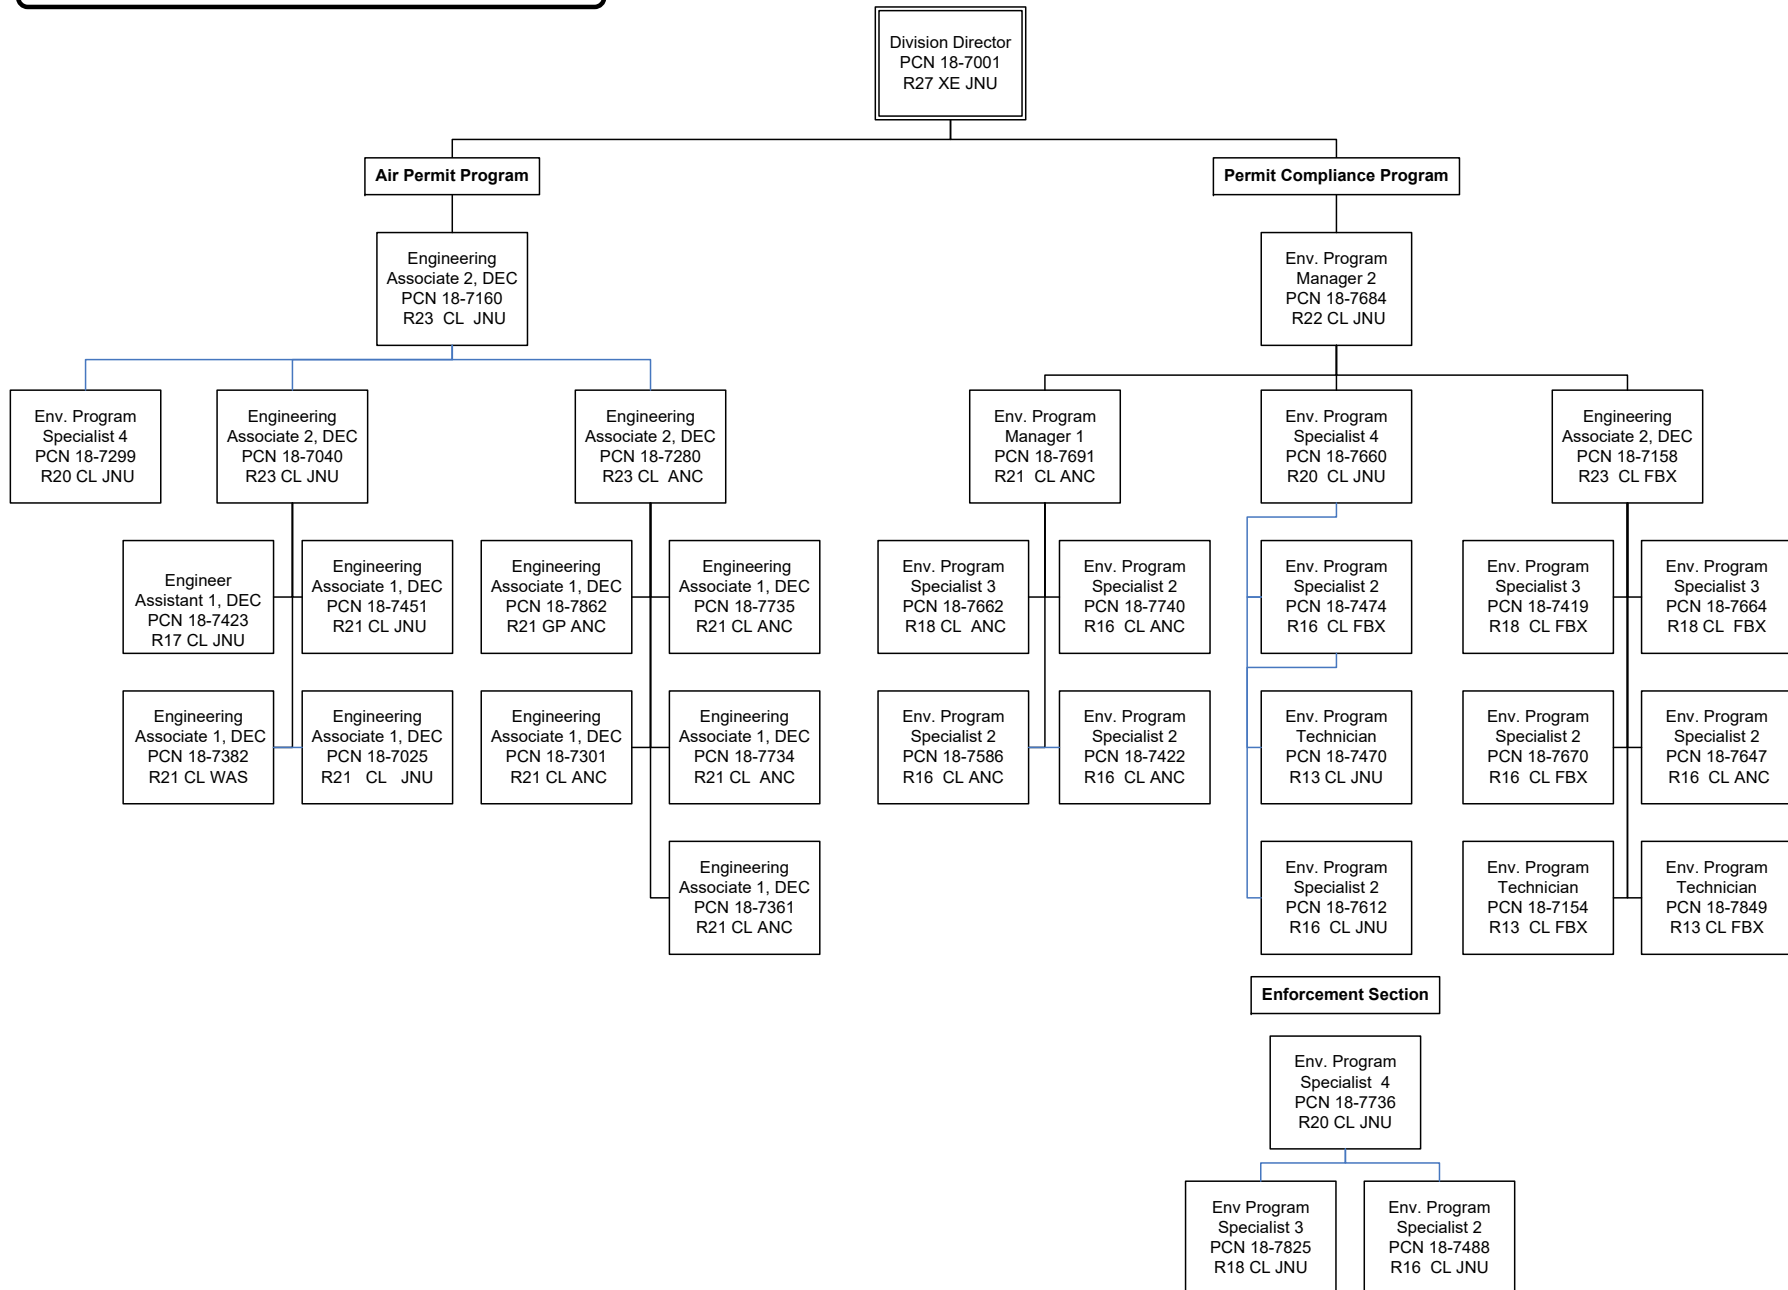 Division Director
PCN 18-7001
R27 XE JNU
Air Permit Program
Permit Compliance Program
Engineering
Associate 2, DEC
PCN 18-7160
R23 CL JNU
Env. Program
Manager 2
PCN 18-7684
R22 CL JNU
Env. Program
Specialist 4
PCN 18-7299
R20 CL JNU
Engineering
Associate 2, DEC
PCN 18-7040
R23 CL JNU
Engineering
Associate 2, DEC
PCN 18-7280
R23 CL ANC
Env. Program
Manager 1
PCN 18-7691
R21 CL ANC
Env. Program
Specialist 4
PCN 18-7660
R20 CL JNU
Engineering
Associate 2, DEC
PCN 18-7158
R23 CL FBX
Engineer
Assistant 1, DEC
PCN 18-7423
R17 CL JNU
Engineering
Associate 1, DEC
PCN 18-7451
R21 CL JNU
Engineering
Associate 1, DEC
PCN 18-7862
R21 GP ANC
Engineering
Associate 1, DEC
PCN 18-7735
R21 CL ANC
Env. Program
Specialist 3
PCN 18-7662
R18 CL ANC
Env. Program
Specialist 2
PCN 18-7740
R16 CL ANC
Env. Program
Specialist 2
PCN 18-7474
R16 CL FBX
Env. Program
Specialist 3
PCN 18-7419
R18 CL FBX
Env. Program
Specialist 3
PCN 18-7664
R18 CL FBX
Engineering
Associate 1, DEC
PCN 18-7382
R21 CL WAS
Engineering
Associate 1, DEC
PCN 18-7025
R21 CL JNU
Engineering
Associate 1, DEC
PCN 18-7301
R21 CL ANC
Engineering
Associate 1, DEC
PCN 18-7734
R21 CL ANC
Env. Program
Specialist 2
PCN 18-7586
R16 CL ANC
Env. Program
Specialist 2
PCN 18-7422
R16 CL ANC
Env. Program
Technician
PCN 18-7470
R13 CL JNU
Env. Program
Specialist 2
PCN 18-7670
R16 CL FBX
Env. Program
Specialist 2
PCN 18-7647
R16 CL ANC
Engineering
Associate 1, DEC
PCN 18-7361
R21 CL ANC
Env. Program
Specialist 2
PCN 18-7612
R16 CL JNU
Env. Program
Technician
PCN 18-7154
R13 CL FBX
Env. Program
Technician
PCN 18-7849
R13 CL FBX
Enforcement Section
Env. Program
Specialist 4
PCN 18-7736
R20 CL JNU
Env Program
Specialist 3
PCN 18-7825
R18 CL JNU
Env. Program
Specialist 2
PCN 18-7488
R16 CL JNU